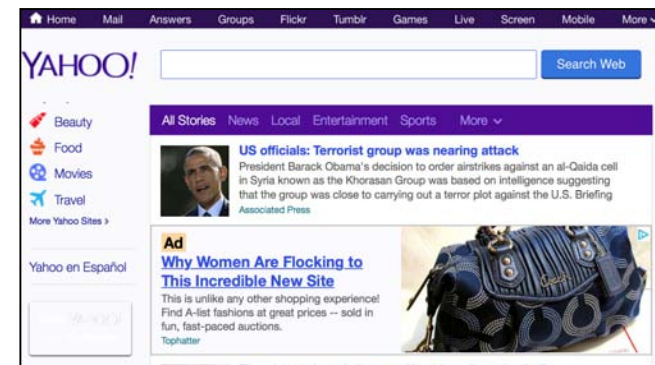 Home Mail Answers Groups Flickr Tumblr Games Live Screen Mobile More
YAHOO!
Search Web
Beauty
Food
Movies
Travel
More Yahoo Sites >
Yahoo en Español
All Stories News Local Entertainment Sports More
US officials: Terrorist group was nearing attack
President Barack Obama's decision to order airstrikes against an al-Qaida cell
in Syria known as the Khorasan Group was based on intelligence suggesting
that the group was close to carrying out a terror plot against the U.S. Briefing
Associated Press
Ad
Why Women Are Flocking to
This Incredible New Site
This is unlike any other shopping experience!
Find A-list fashions at great prices -- sold in
fun, fast-paced auctions.
Tophatter